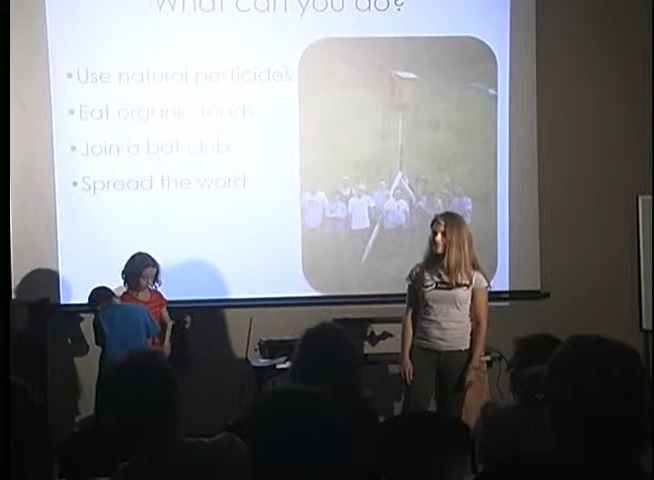 What can you do?
•Use natural pesticides
•Eat organic foods
•Join a bat club
•Spread the word